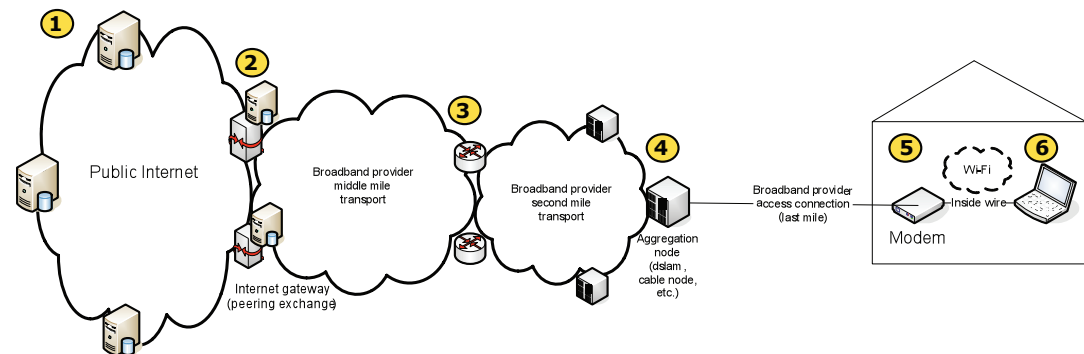 1
2
3
4
5
6
Public Internet
Internet gateway
(peering exchange)
Broadband provider
middle mile
transport
Broadband provider
second mile
transport
Aggregation
node
(dslam ,
cable node,
etc.)
Broadband provider
access connection
(last mile)
Modem
Wi-Fi
Inside wire